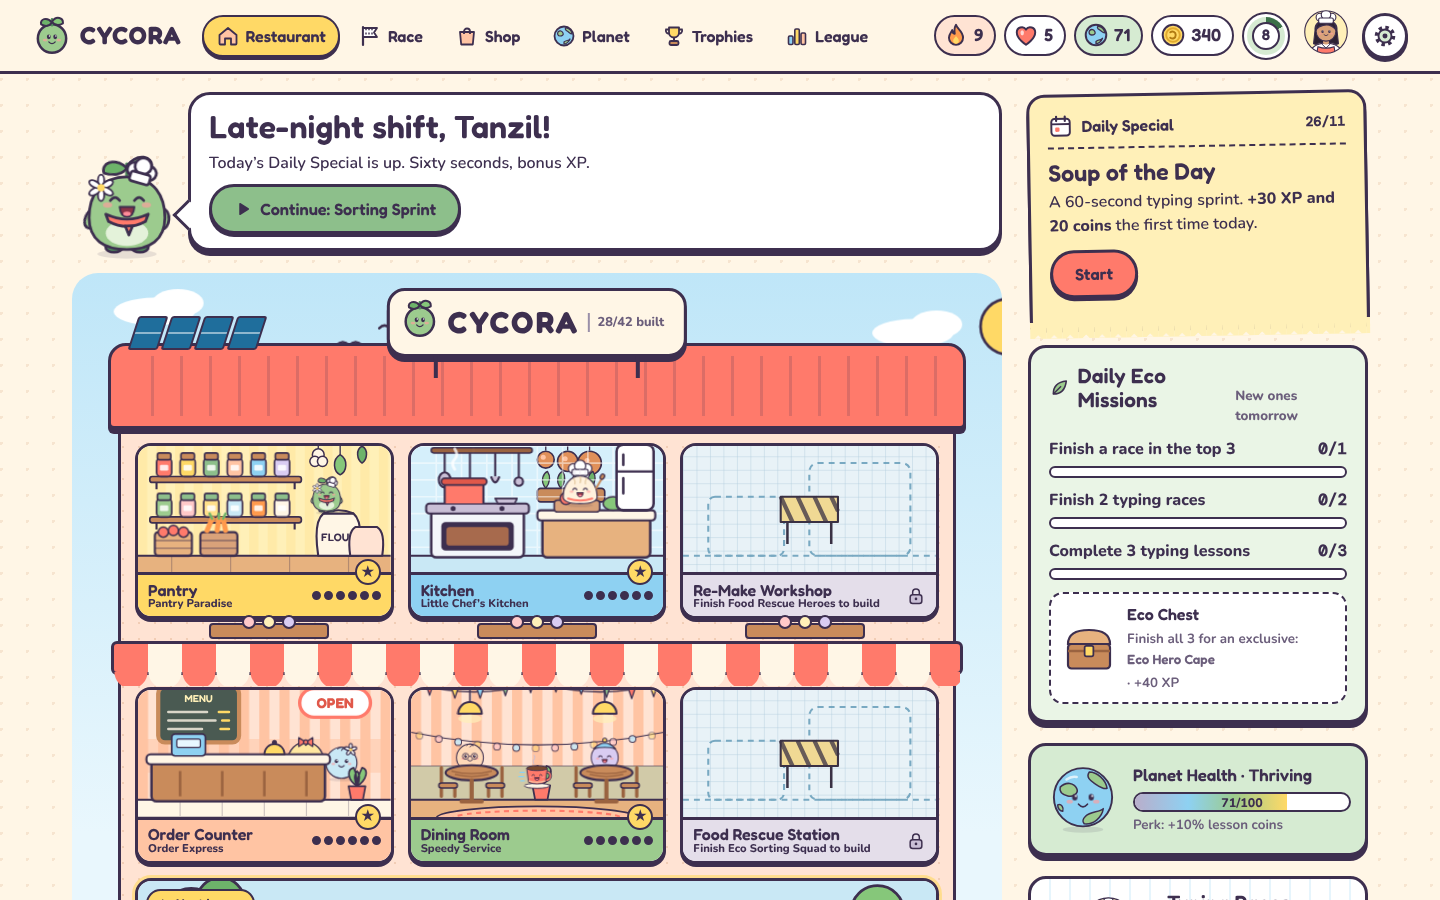 CYCORA
Restaurant
Race
Shop
Planet
Trophies
League
9
5
71
340
8
Late-night shift, Tanzil!
Today's Daily Special is up. Sixty seconds, bonus XP.
Continue: Sorting Sprint
Daily Special
26/11
Soup of the Day
A 60-second typing sprint. +30 XP and
20 coins the first time today.
Start
CYCORA
28/42 built
FLOU
Pantry
Pantry Paradise
Kitchen
Little Chef's Kitchen
Re-Make Workshop
Finish Food Rescue Heroes to build
MENU
OPEN
Order Counter
Order Express
Dining Room
Speedy Service
Food Rescue Station
Finish Eco Sorting Squad to build
Daily Eco
Missions
New ones
tomorrow
Finish a race in the top 3
0/1
Finish 2 typing races
0/2
Complete 3 typing lessons
0/3
Eco Chest
Finish all 3 for an exclusive:
Eco Hero Cape
· +40 XP
Planet Health · Thriving
71/100
Perk: +10% lesson coins